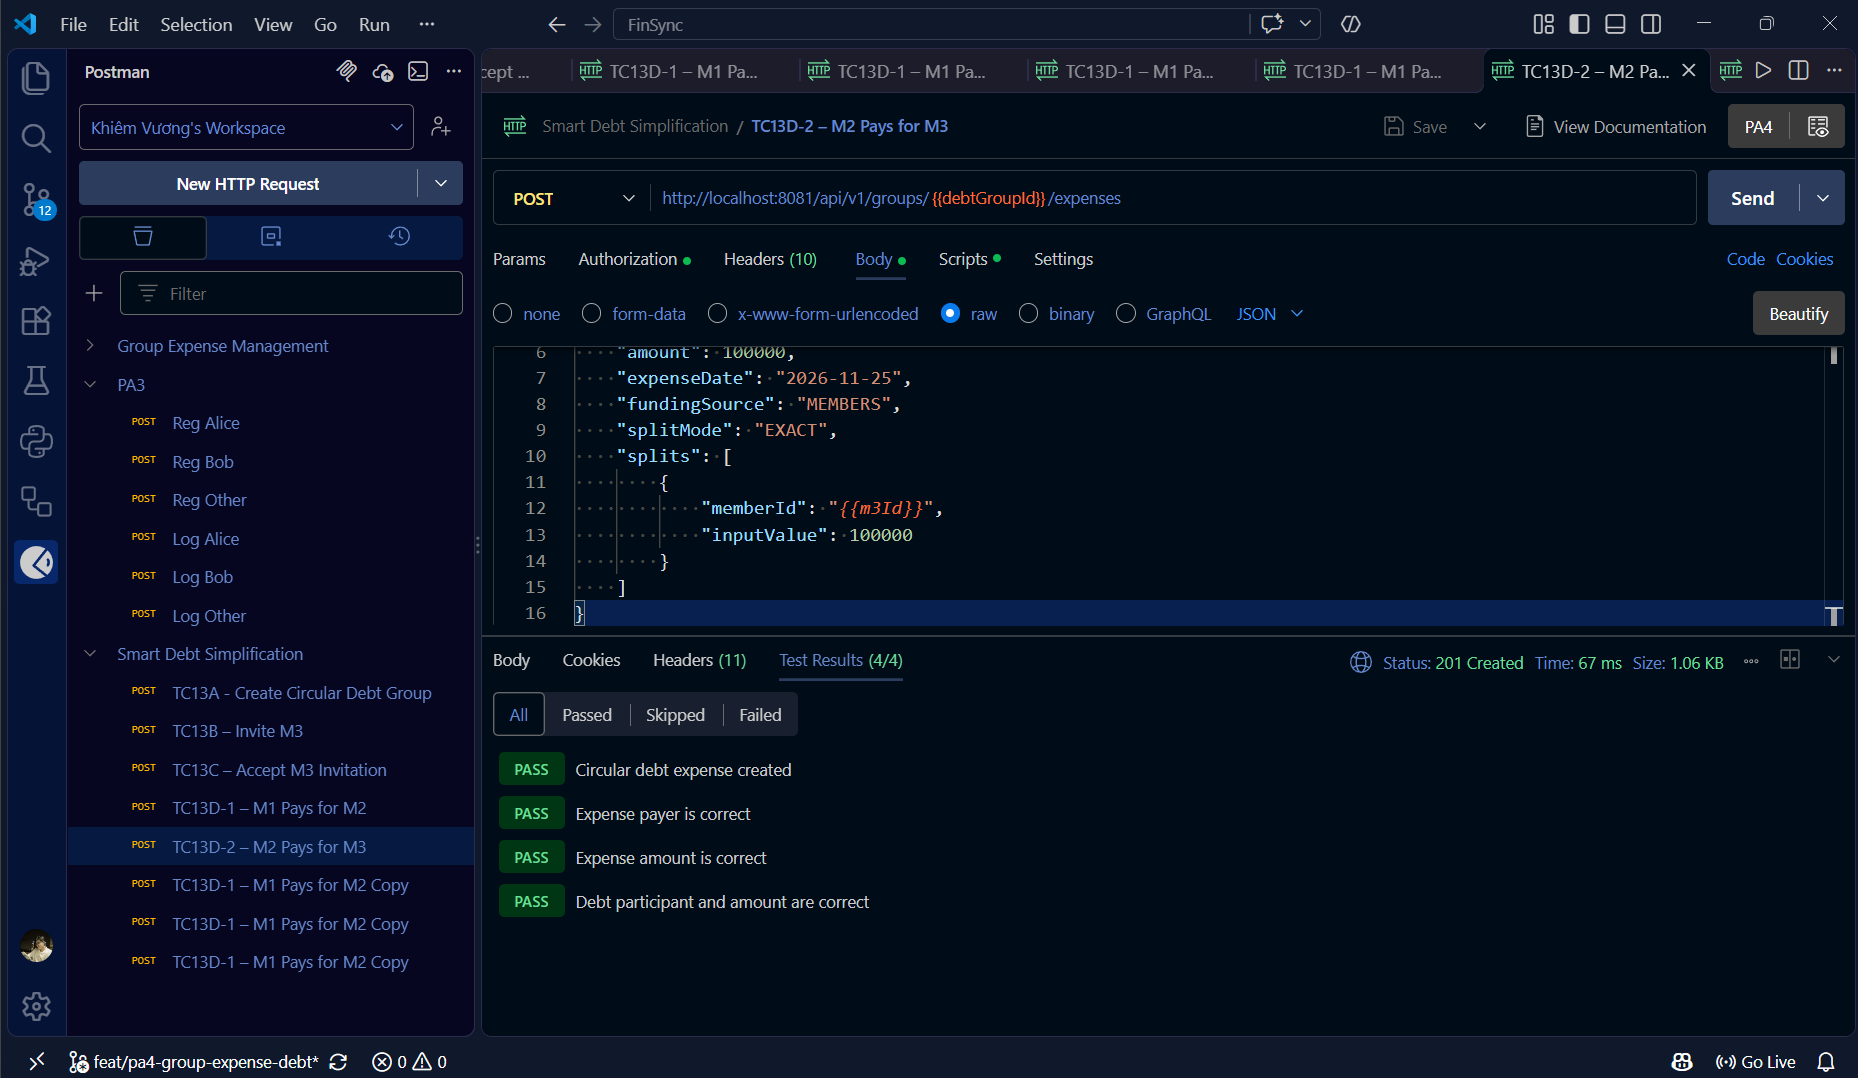 File Edit Selection View Go Run ···
FinSync
Postman
Khiêm Vương's Workspace
New HTTP Request
12
Filter
Group Expense Management
PA3
POST Reg Alice
POST Reg Bob
POST Reg Other
POST Log Alice
POST Log Bob
POST Log Other
Smart Debt Simplification
POST TC13A - Create Circular Debt Group
POST TC13B – Invite M3
POST TC13C – Accept M3 Invitation
POST TC13D-1 – M1 Pays for M2
POST TC13D-2 – M2 Pays for M3
POST TC13D-1 – M1 Pays for M2 Copy
POST TC13D-1 – M1 Pays for M2 Copy
POST TC13D-1 – M1 Pays for M2 Copy
cept ... HTTP TC13D-1 – M1 Pa... HTTP TC13D-1 – M1 Pa... HTTP TC13D-1 – M1 Pa... HTTP TC13D-1 – M1 Pa... HTTP TC13D-2 – M2 Pa... HTTP
HTTP Smart Debt Simplification / TC13D-2 – M2 Pays for M3 Save View Documentation PA4
POST http://localhost:8081/api/v1/groups/{{debtGroupId}}/expenses Send
Params Authorization Headers (10) Body Scripts Settings Code Cookies
none form-data x-www-form-urlencoded raw binary GraphQL JSON Beautify
6 "amount": 100000,
7 "expenseDate": "2026-11-25",
8 "fundingSource": "MEMBERS",
9 "splitMode": "EXACT",
10 "splits": [
11 {
12 "memberId": "{{m3Id}}",
13 "inputValue": 100000
14 }
15 ]
16 }
Body Cookies Headers (11) Test Results (4/4) Status: 201 Created Time: 67 ms Size: 1.06 KB
All Passed Skipped Failed
PASS Circular debt expense created
PASS Expense payer is correct
PASS Expense amount is correct
PASS Debt participant and amount are correct
feat/pa4-group-expense-debt* 0 0 Go Live